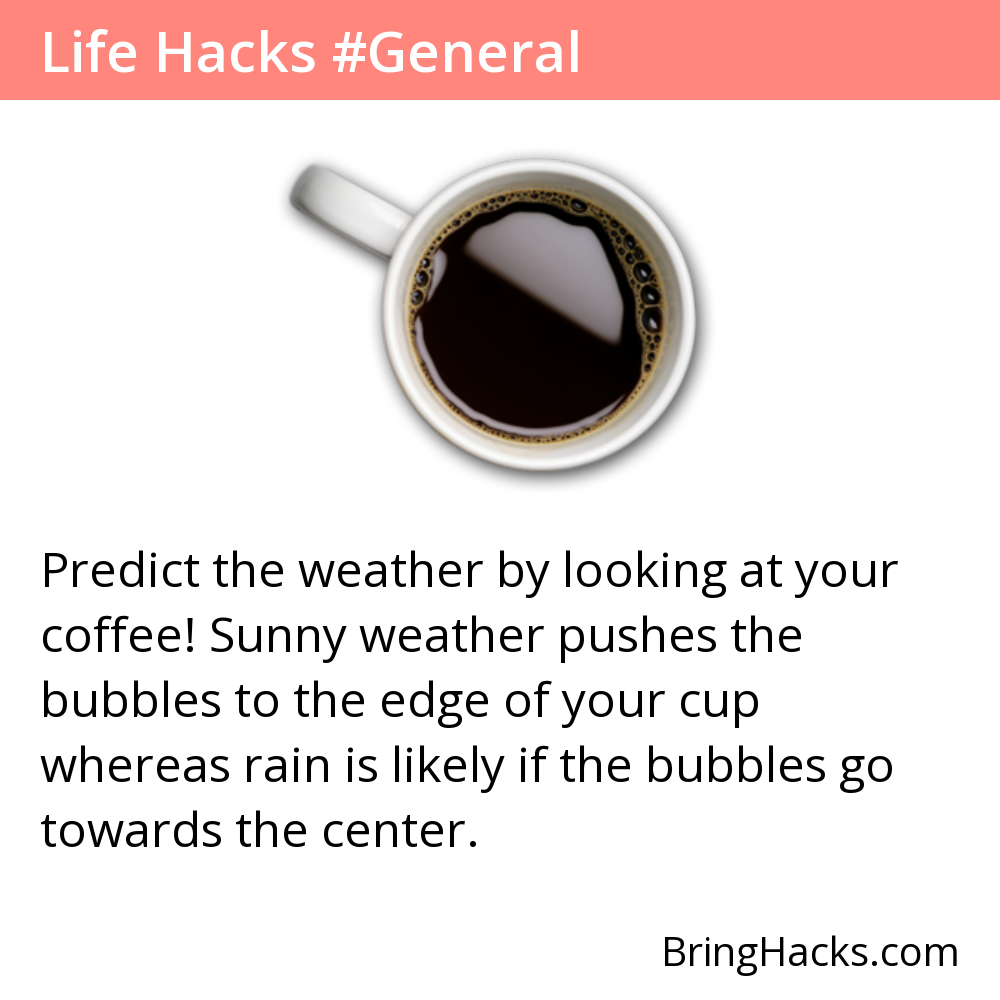 Life Hacks #General
Predict the weather by looking at your
coffee! Sunny weather pushes the
bubbles to the edge of your cup
whereas rain is likely if the bubbles go
towards the center.
BringHacks.com